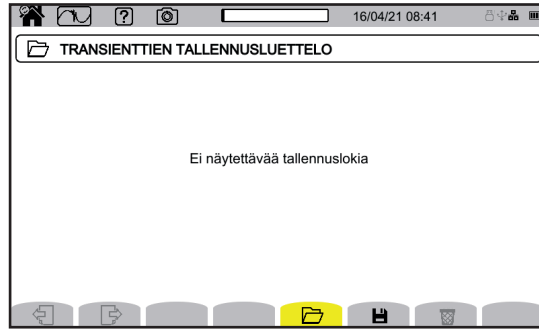 16/04/21 08:41
TRANSIENTTIEN TALLENNUSLUETTELO
Ei näytettävää tallennuslokia